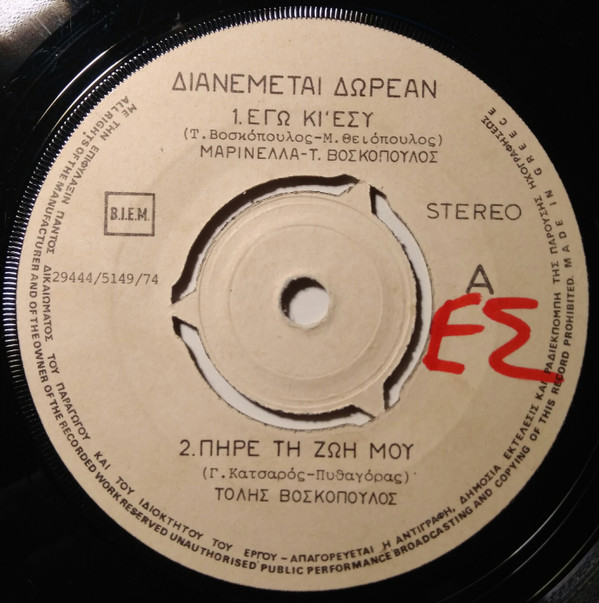 ΔΙΑΝΕΜΕΤΑΙ ΔΩΡΕΑΝ
1.ΕΓΩ ΚΙ'ΕΣΥ
(Τ.Βοσκόπουλος-Μ.Θειόπουλος)
ΜΑΡΙΝΕΛΛΑ-Τ. ΒΟΣΚΟΠΟΥΛΟΣ
B.I.E.M.
STEREO
29444/5149/74
A
ΕΣ
2.ΠΗΡΕ ΤΗ ΖΩΗ ΜΟΥ
(Γ.Κατσαρός-Πυθαγόρας)
ΤΟΛΗΣ ΒΟΣΚΟΠΟΥΛΟΣ
ΜΕ ΤΗΝ ΕΠΙΦΥΛΑΞΙΝ ΠΑΝΤΟΣ ΔΙΚΑΙΩΜΑΤΟΣ ΤΟΥ ΠΑΡΑΓΩΓΟΥ ΚΑΙ ΤΟΥ ΙΔΙΟΚΤΗΤΟΥ ΤΟΥ ΕΡΓΟΥ – ΑΠΑΓΟΡΕΥΕΤΑΙ Η ΑΝΤΙΓΡΑΦΗ, ΔΗΜΟΣΙΑ ΕΚΤΕΛΕΣΙΣ ΚΑΙ ΡΑΔΙΕΚΠΟΜΠΗ ΤΗΣ ΠΑΡΟΥΣΗΣ ΗΧΟΓΡΑΦΗΣΕΩΣ
ALL RIGHTS OF THE MANUFACTURER AND OF THE OWNER OF THE RECORDED WORK RESERVED UNAUTHORISED PUBLIC PERFORMANCE BROADCASTING AND COPYING OF THIS RECORD PROHIBITED. MADE IN GREECE